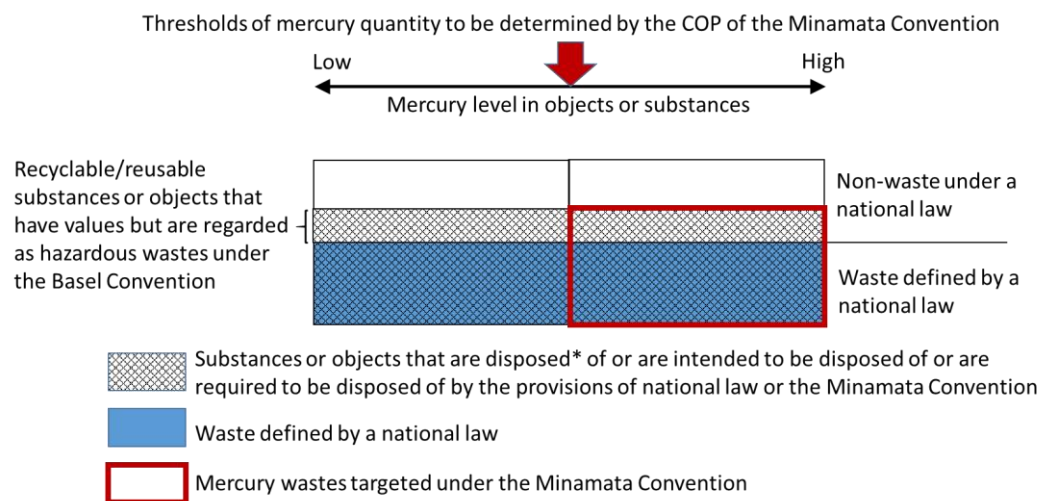 Thresholds of mercury quantity to be determined by the COP of the Minamata Convention
Low
High
Mercury level in objects or substances
Recyclable/reusable
substances or objects that
have values but are regarded
as hazardous wastes under
the Basel Convention
Non-waste under a
national law
Waste defined by a
national law
Substances or objects that are disposed* of or are intended to be disposed of or are
required to be disposed of by the provisions of national law or the Minamata Convention
Waste defined by a national law
Mercury wastes targeted under the Minamata Convention